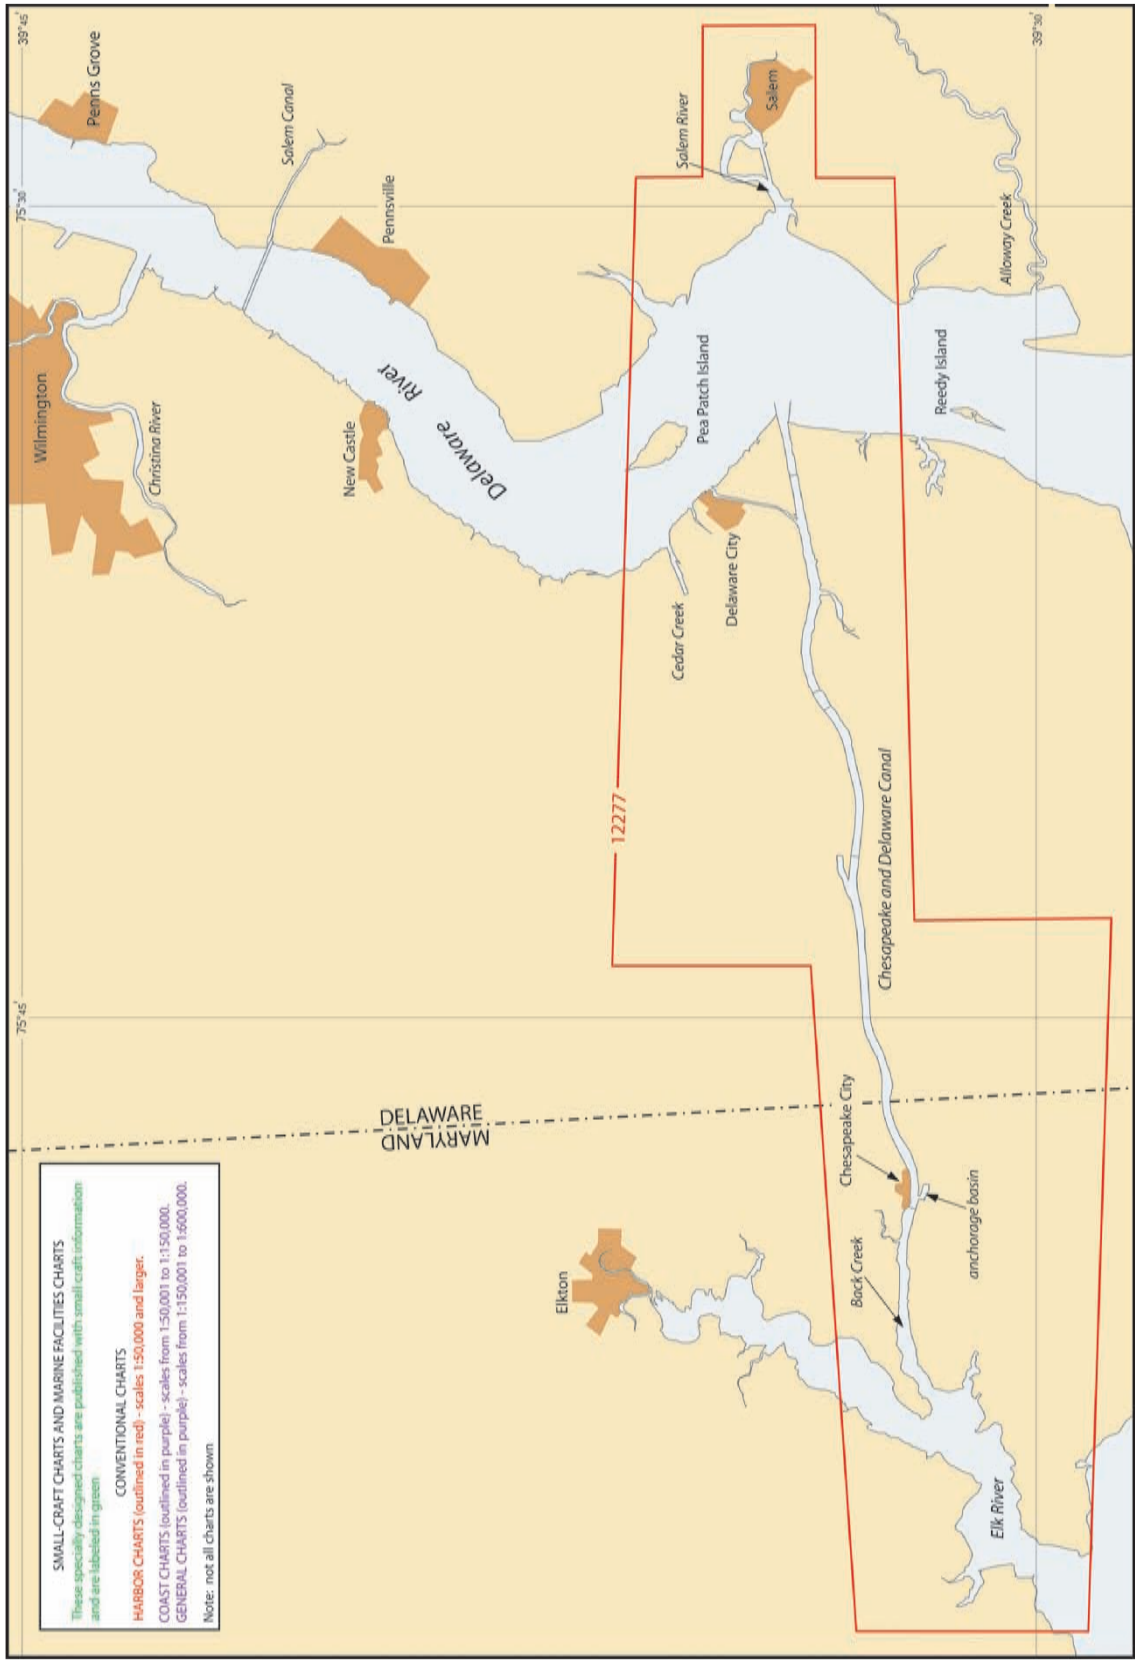 SMALL-CRAFT CHARTS AND MARINE FACILITIES CHARTS
These specially designed charts are published with small craft information
and are labeled in green
CONVENTIONAL CHARTS
HARBOR CHARTS (outlined in red) - scales 1:50,000 and larger.
COAST CHARTS (outlined in purple) - scales from 1:50,001 to 1:150,000.
GENERAL CHARTS (outlined in purple) - scales from 1:150,001 to 1:600,000.
Note: not all charts are shown
75°45'
75°30'
39°45'
Wilmington
Penns Grove
Christina River
Salem Canal
New Castle
Pennsville
Delaware
River
DELAWARE
MARYLAND
Elkton
12277
Cedar Creek
Salem River
Pea Patch Island
Delaware City
Salem
Chesapeake City
Back Creek
Chesapeake and Delaware Canal
Reedy Island
anchorage basin
Elk River
Alloway Creek
39°30'